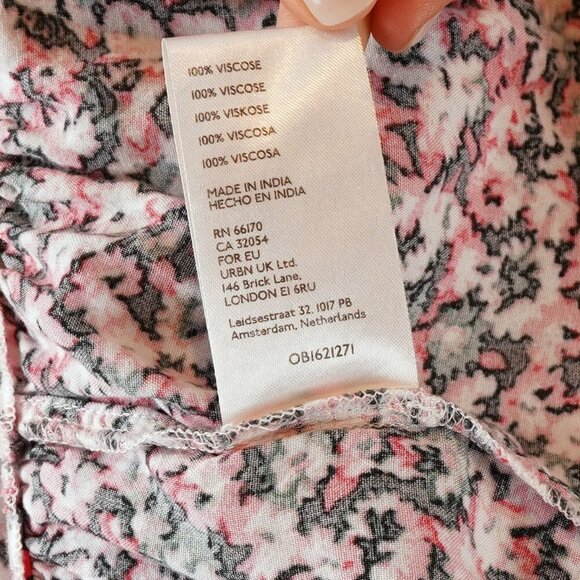 100% VISCOSE
100% VISCOSE
100% VISKOSE
100% VISCOSA
100% VISCOSA
MADE IN INDIA
HECHO EN INDIA
RN 66170
CA 32054
FOR EU
URBN UK Ltd.
146 Brick Lane,
LONDON E1 6RU
Leidsestraat 32, 1017 PB
Amsterdam, Netherlands
OB1621271